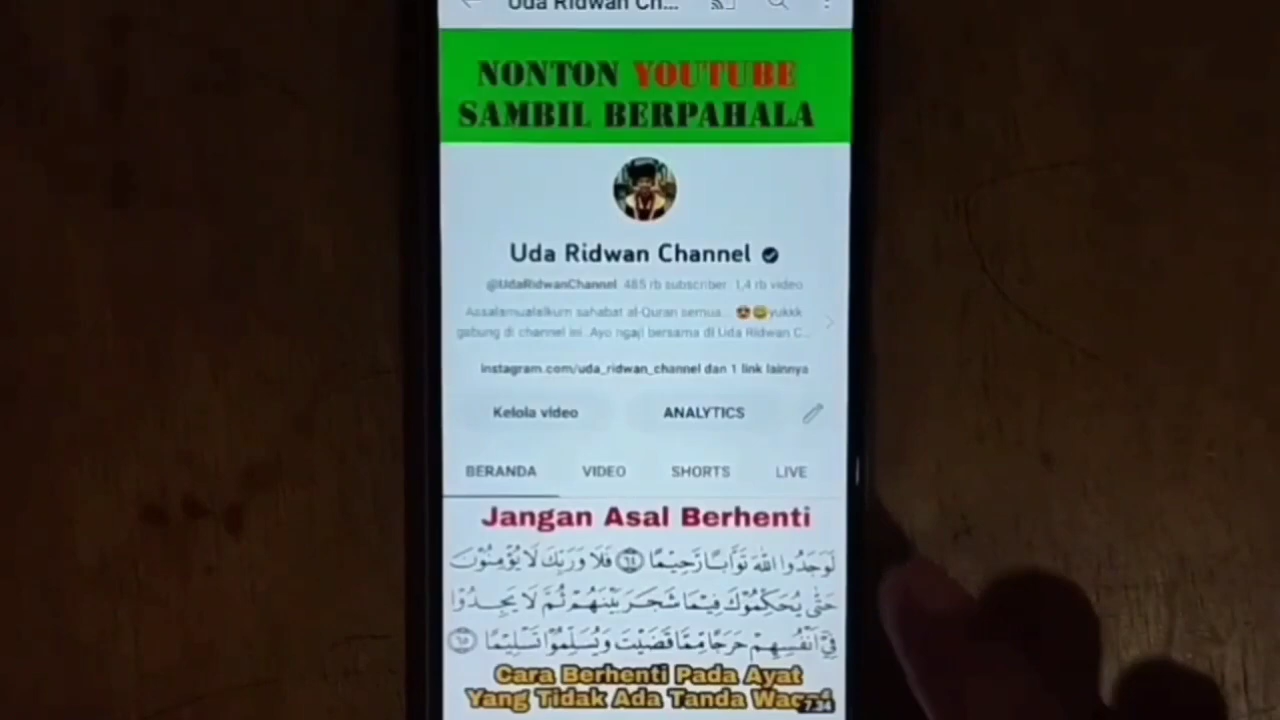 Uda Ridwan Ch...
NONTON YOUTUBE
SAMBIL BERPAHALA
Uda Ridwan Channel
@UdaRidwanChannel 485 rb subscriber 1,4 rb video
Assalamualaikum sahabat al-Quran semua.. 😍😄yukkk
gabung di channel ini..Ayo ngaji bersama di Uda Ridwan C...
instagram.com/uda_ridwan_channel dan 1 link lainnya
Kelola video ANALYTICS
BERANDA VIDEO SHORTS LIVE
Jangan Asal Berhenti
لَوَجَدُوا اللّٰهَ تَوَّابًا رَّحِيْمًا ٦٤ فَلَا وَرَبِّكَ لَا يُؤْمِنُوْنَ
حَتّٰى يُحَكِّمُوْكَ فِيْمَا شَجَرَ بَيْنَهُمْ ثُمَّ لَا يَجِدُوْا
فِيْٓ اَنْفُسِهِمْ حَرَجًا مِّمَّا قَضَيْتَ وَيُسَلِّمُوْا تَسْلِيْمًا ٦٥
Cara Berhenti Pada Ayat
Yang Tidak Ada Tanda
7.34